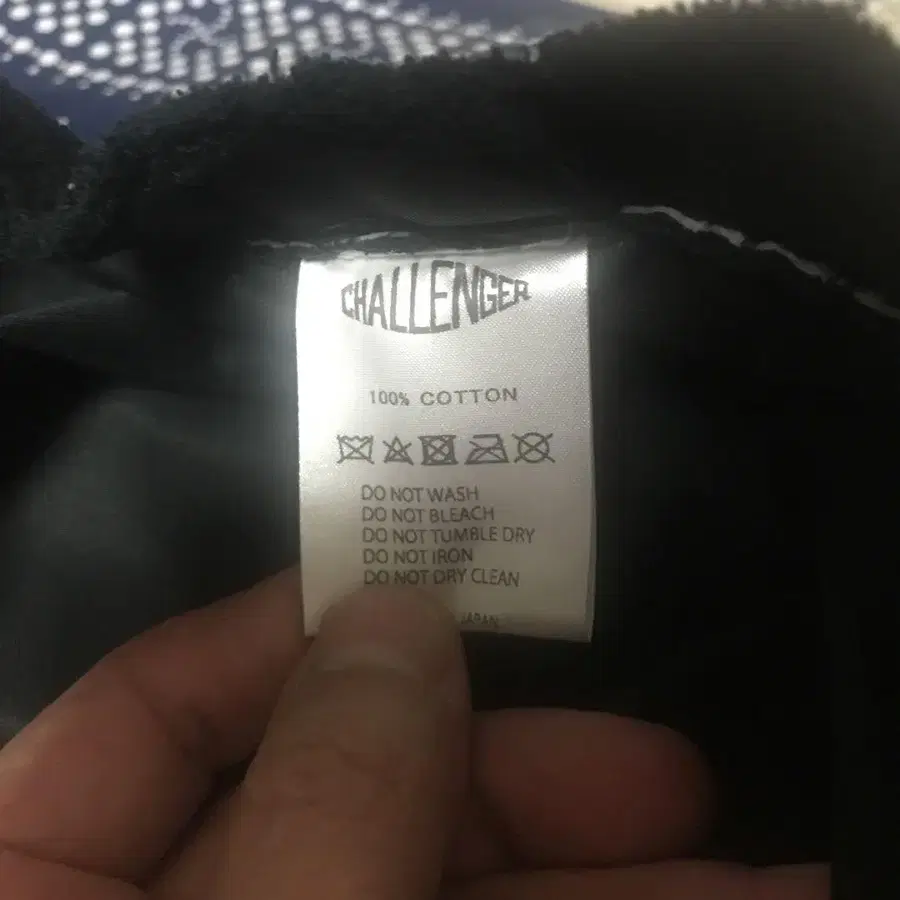 CHALLENGER
100% COTTON
DO NOT WASH
DO NOT BLEACH
DO NOT TUMBLE DRY
DO NOT IRON
DO NOT DRY CLEAN
JAPAN